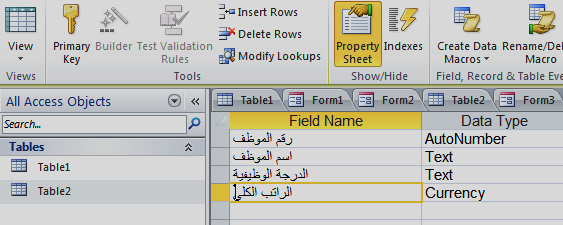 View
Views
Primary
Key
Builder
Test Validation
Rules
Insert Rows
Delete Rows
Modify Lookups
Tools
Property
Sheet
Indexes
Show/Hide
Create Data
Macros
Rename/Del
Macro
Field, Record & Table Eve
All Access Objects
Search...
Tables
Table1
Table2
Table1 Form1 Form2 Table2 Form3
Field Name Data Type
رقم الموظف AutoNumber
اسم الموظف Text
الدرجة الوظيفية Text
الراتب الكلي Currency